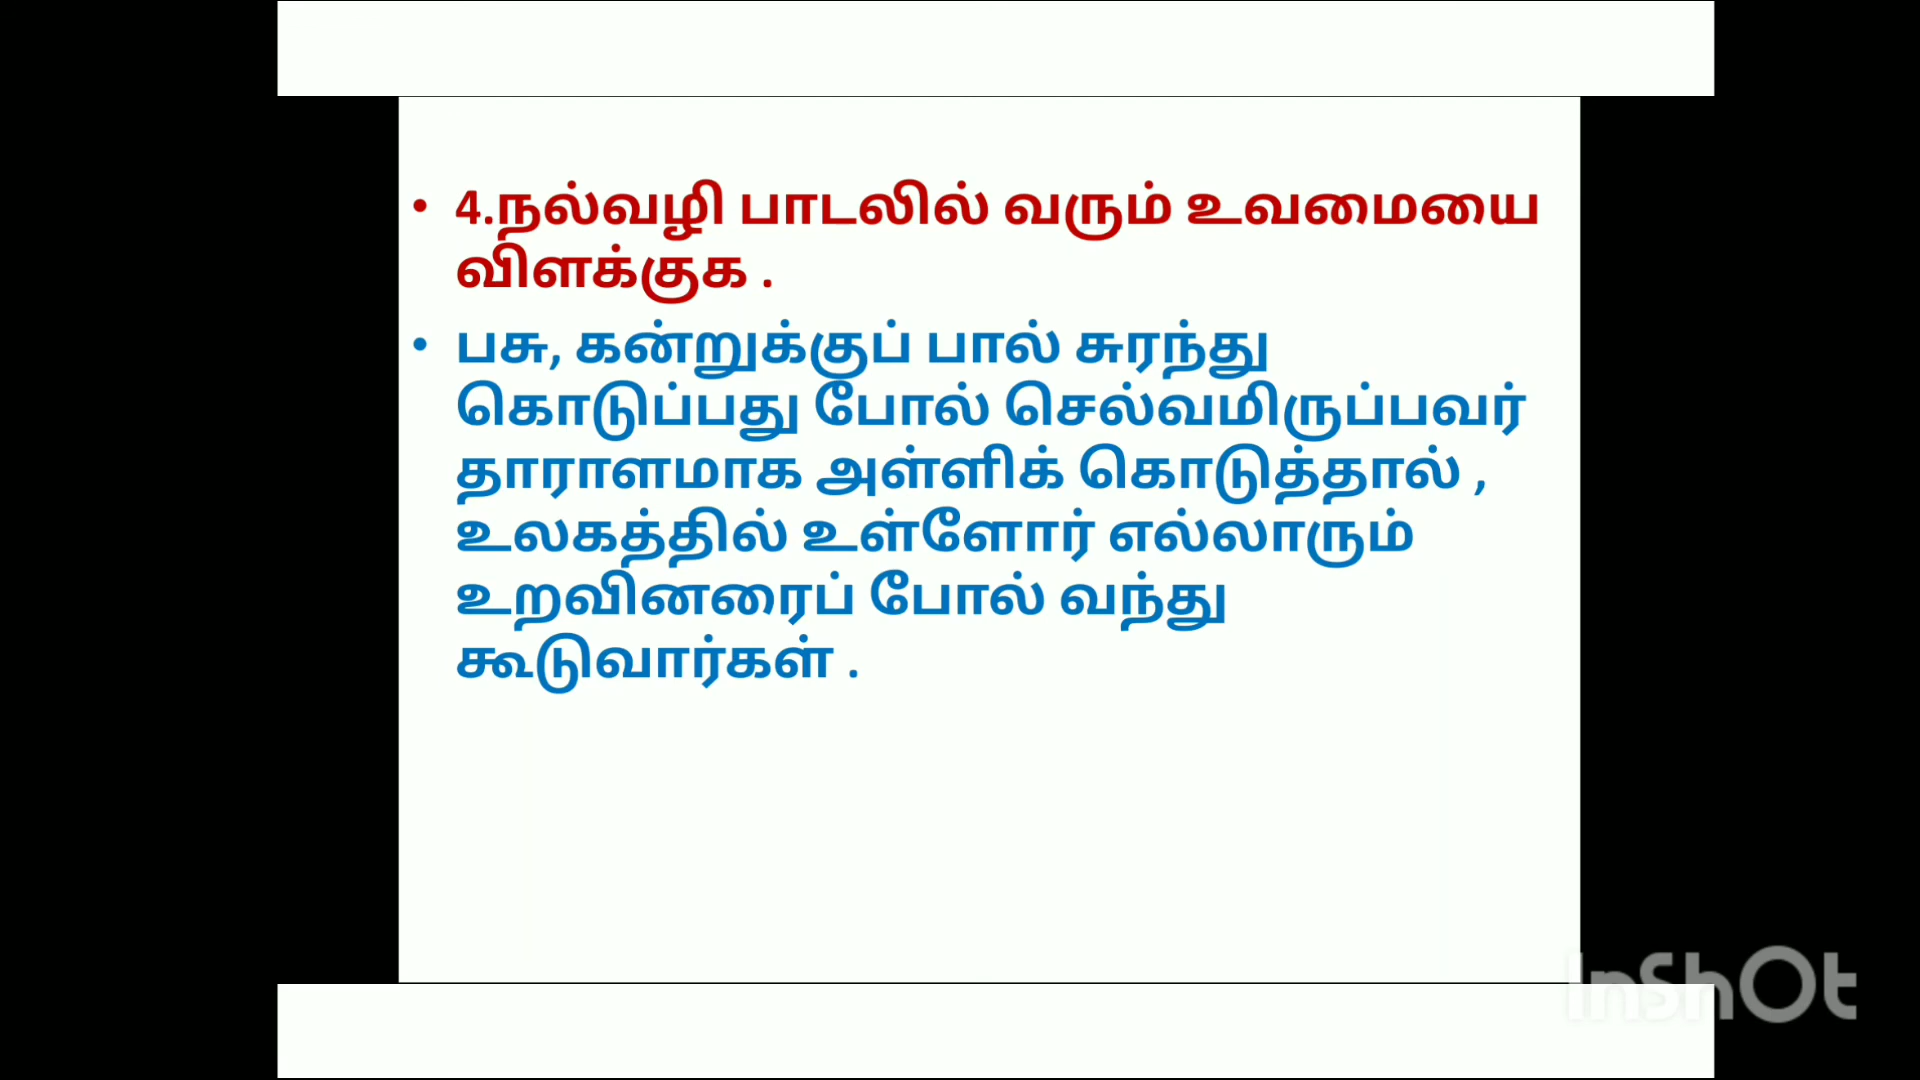 • 4.நல்வழி பாடலில் வரும் உவமையை
விளக்குக .
• பசு, கன்றுக்குப் பால் சுரந்து
கொடுப்பது போல் செல்வமிருப்பவர்
தாராளமாக அள்ளிக் கொடுத்தால் ,
உலகத்தில் உள்ளோர் எல்லாரும்
உறவினரைப் போல் வந்து
கூடுவார்கள் .
InShOt